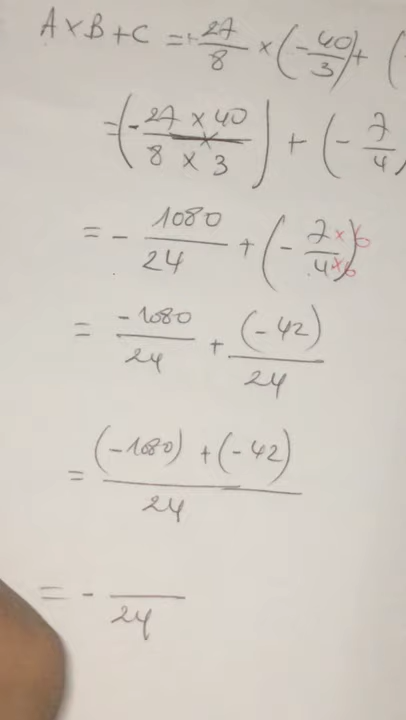 A × B + C = + 27/8 × (- 40/3) + (
= (- 27 × 40 / 8 × 3) + (- 7/4)
= - 1080/24 + (- 7×6/4×6)
= -1080/24 + (-42)/24
= (-1080) + (-42) / 24
= - /24